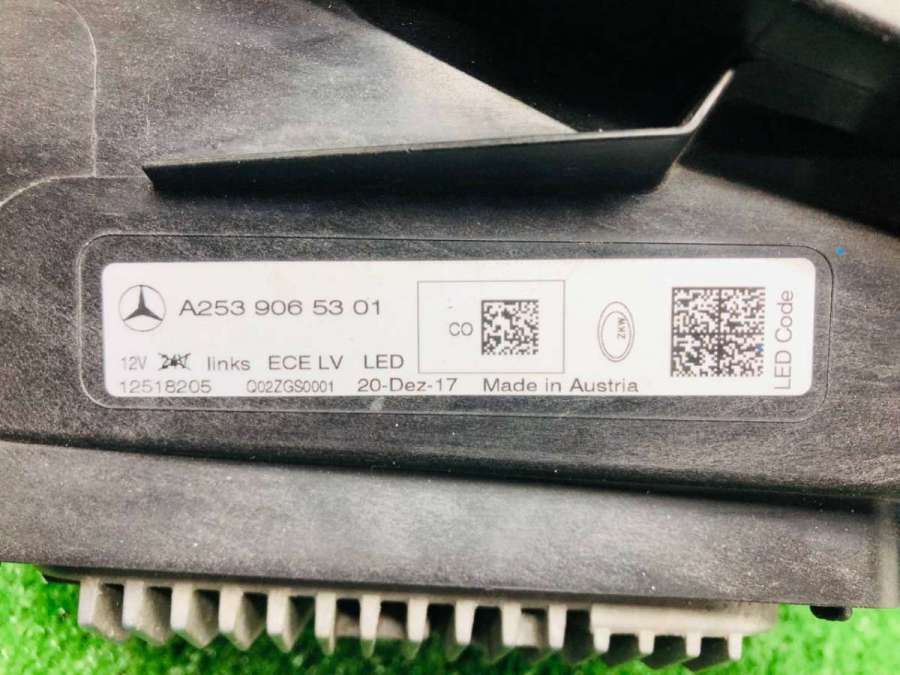 A253 906 53 01
CO
ZKW
12V 24V links ECE LV LED
12518205 Q02ZGS0001 20-Dez-17 Made in Austria
LED Code